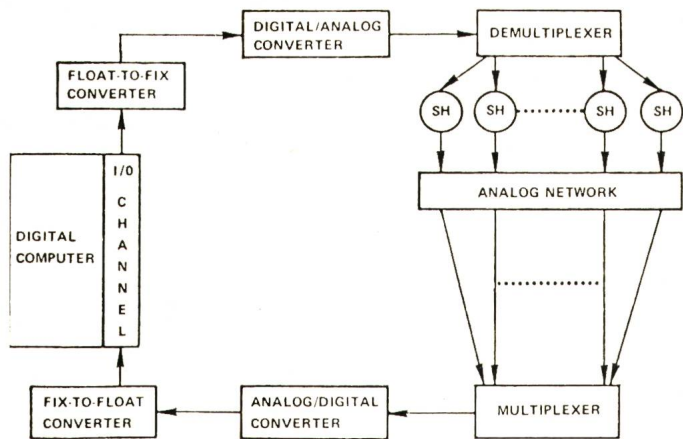 DIGITAL/ANALOG
CONVERTER
DEMULTIPLEXER
FLOAT-TO-FIX
CONVERTER
SH
SH
SH
SH
I/O
CHANNEL
DIGITAL
COMPUTER
ANALOG NETWORK
FIX-TO-FLOAT
CONVERTER
ANALOG/DIGITAL
CONVERTER
MULTIPLEXER